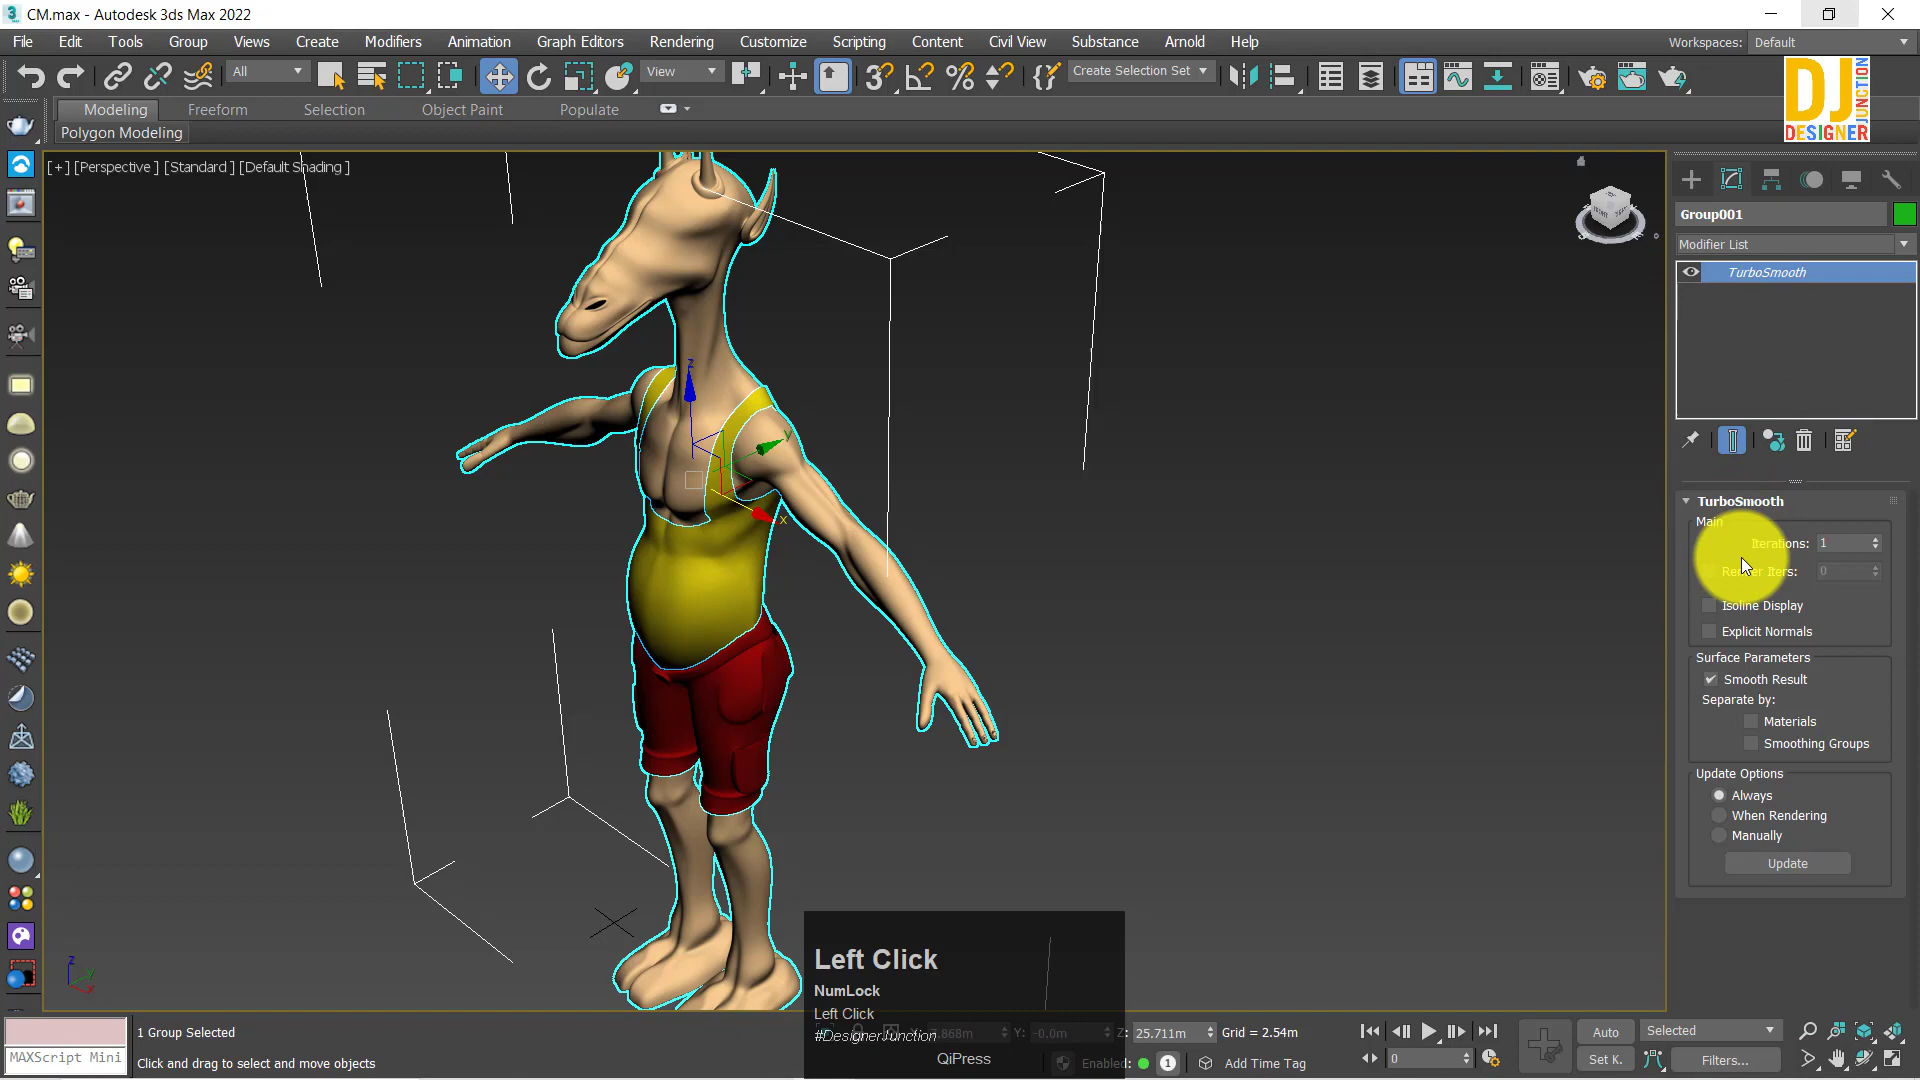 CM.max - Autodesk 3ds Max 2022
File Edit Tools Group Views Create Modifiers Animation Graph Editors Rendering Customize Scripting Content Civil View Substance Arnold Help
Workspaces: Default
All
View
Create Selection Set
DJ JUNCTION
DESIGNER
Modeling Freeform Selection Object Paint Populate
Polygon Modeling
[+] [Perspective ] [Standard ] [Default Shading ]
Group001
Modifier List
TurboSmooth
z
y
x
TurboSmooth
Main
Iterations: 1
Render Iters: 0
Isoline Display
Explicit Normals
Surface Parameters
Smooth Result
Separate by:
Materials
Smoothing Groups
Update Options
Always
When Rendering
Manually
Update
z
y
x
Left Click
NumLock
Left Click
#DesignerJunction
QiPress
1 Group Selected
MAXScript Mini
Click and drag to select and move objects
Y: -0.0m Z: 25.711m Grid = 2.54m
Enabled: 1 Add Time Tag
0
Auto Selected
Set K. Filters...